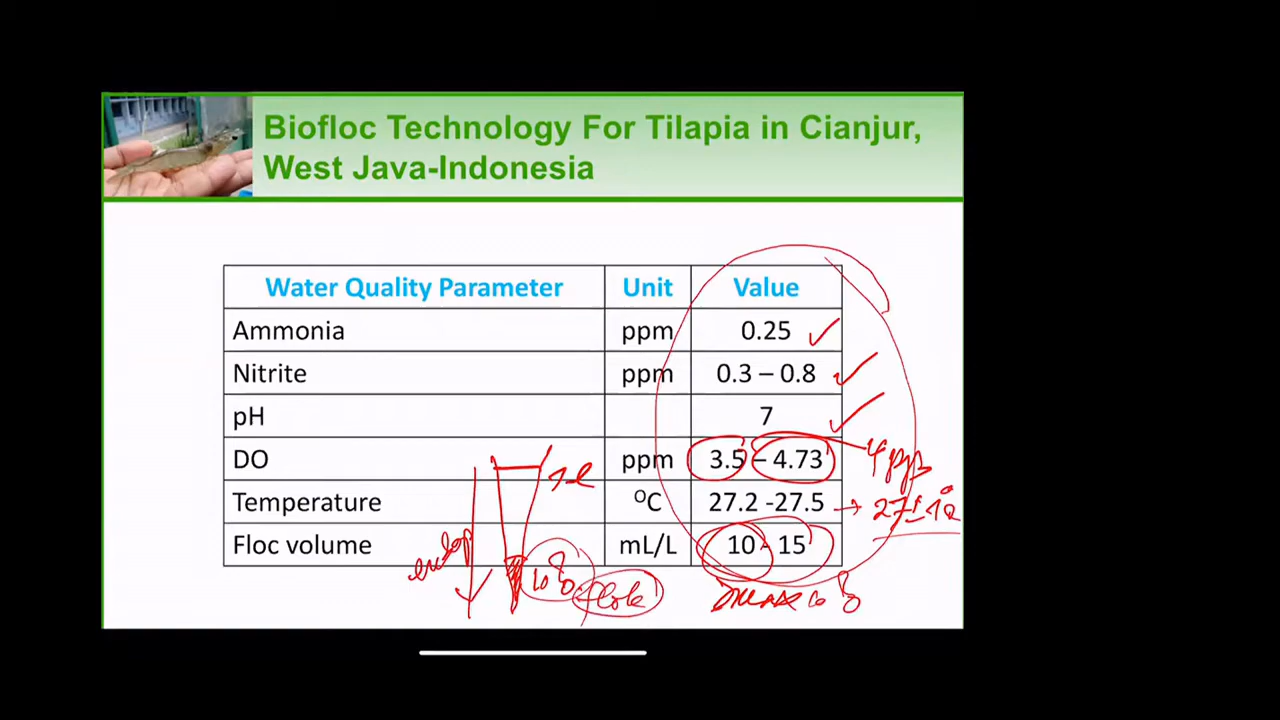 Biofloc Technology For Tilapia in Cianjur,
West Java-Indonesia
Water Quality Parameter Unit Value
Ammonia ppm 0.25
Nitrite ppm 0.3 – 0.8
pH 7
DO ppm 3.5 – 4.73
Temperature ᴼC 27.2 -27.5
Floc volume mL/L 10 - 15